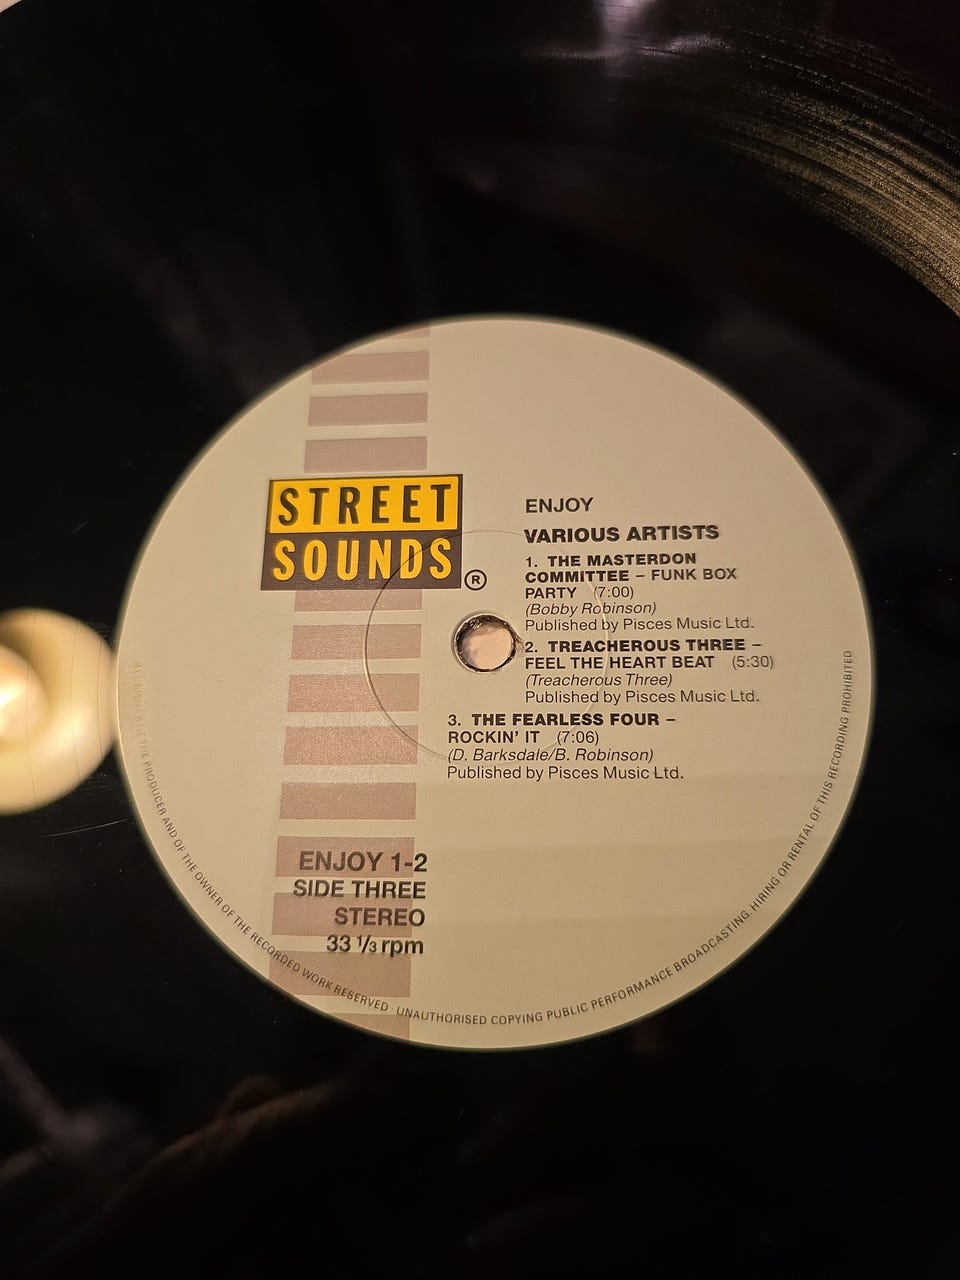 STREET
SOUNDS
®
ENJOY
VARIOUS ARTISTS
1. THE MASTERDON
COMMITTEE – FUNK BOX
PARTY (7:00)
(Bobby Robinson)
Published by Pisces Music Ltd.
2. TREACHEROUS THREE –
FEEL THE HEART BEAT (5:30)
(Treacherous Three)
Published by Pisces Music Ltd.
3. THE FEARLESS FOUR –
ROCKIN' IT (7:06)
(D. Barksdale/B. Robinson)
Published by Pisces Music Ltd.
ENJOY 1-2
SIDE THREE
STEREO
33 1/3 rpm
THE PRODUCER AND OF THE OWNER OF THE RECORDED WORK RESERVED · UNAUTHORISED COPYING PUBLIC PERFORMANCE BROADCASTING, HIRING OR RENTAL OF THIS RECORDING PROHIBITED